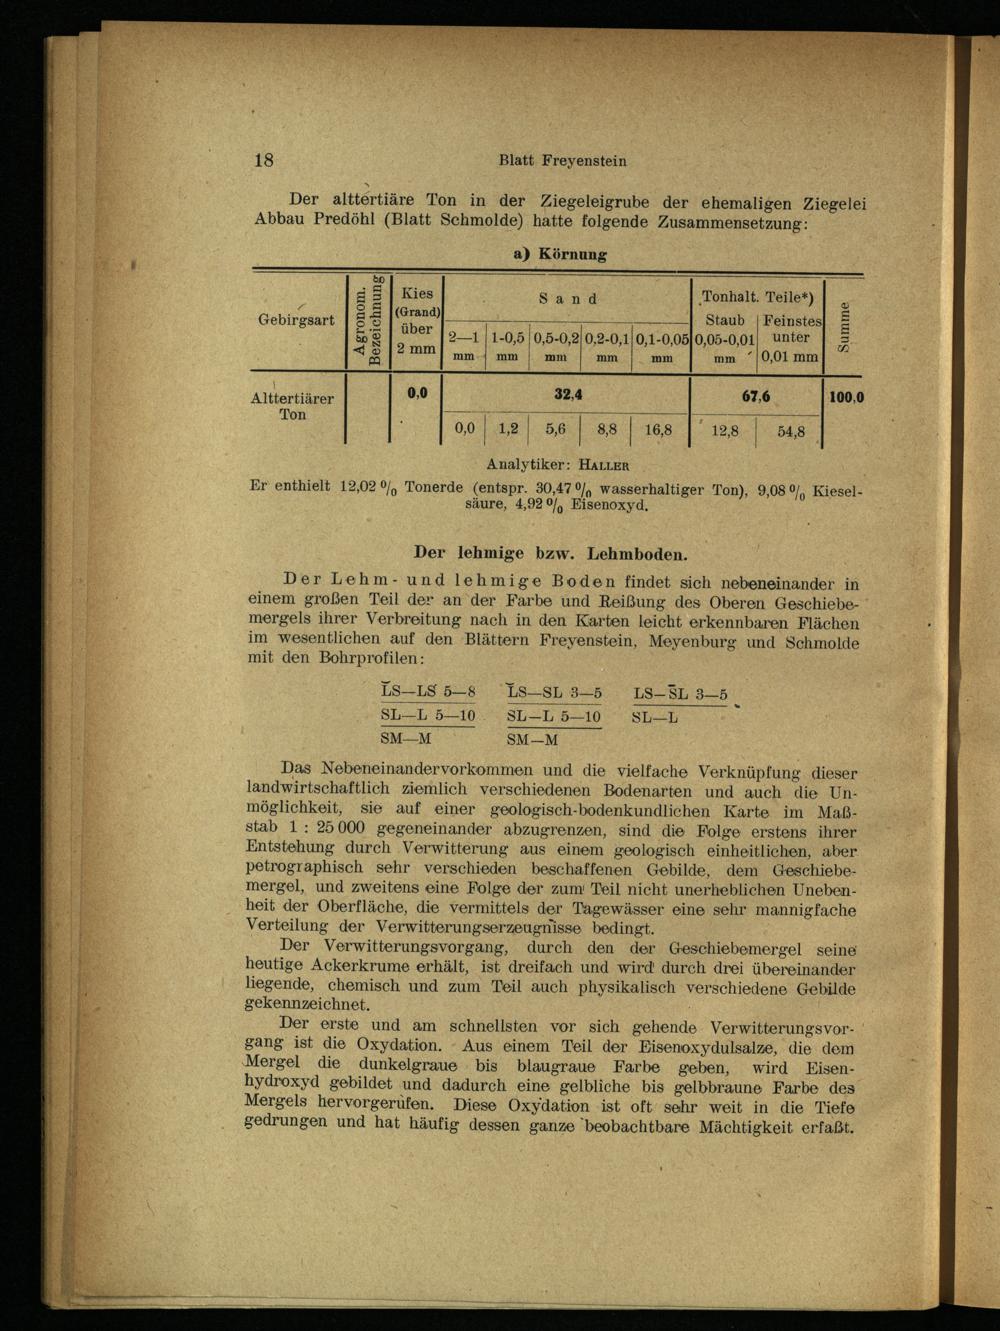 18
Blatt Freyenstein
Der alttertiäre Ton in der Ziegeleigrube der ehemaligen Ziegelei
Abbau Predöhl (Blatt Schmolde) hatte folgende Zusammensetzung:
a) Körnung
Gebirgsart
Agronom. Bezeichnung
Kies
(Grand)
über
2 mm
Sand
2—1 mm
1-0,5 mm
0,5-0,2 mm
0,2-0,1 mm
0,1-0,05 mm
Tonhalt. Teile*)
Staub 0,05-0,01 mm
Feinstes unter 0,01 mm
Summe
Alttertiärer
Ton
0,0
32,4
67,6
100,0
0,0 1,2 5,6 8,8 16,8 12,8 54,8
Analytiker: HALLER
Er enthielt 12,02 % Tonerde (entspr. 30,47 % wasserhaltiger Ton), 9,08 % Kiesel-
säure, 4,92 % Eisenoxyd.
Der lehmige bzw. Lehmboden.
Der Lehm- und lehmige Boden findet sich nebeneinander in
einem großen Teil der an der Farbe und Reißung des Oberen Geschiebe-
mergels ihrer Verbreitung nach in den Karten leicht erkennbaren Flächen
im wesentlichen auf den Blättern Freyenstein, Meyenburg und Schmolde
mit den Bohrprofilen:
L̄S—LS 5—8 L̄S—SL 3—5 LS—S̄L 3—5
SL—L 5—10 SL—L 5—10 SL—L
SM—M SM—M
Das Nebeneinandervorkommen und die vielfache Verknüpfung dieser
landwirtschaftlich ziemlich verschiedenen Bodenarten und auch die Un-
möglichkeit, sie auf einer geologisch-bodenkundlichen Karte im Maß-
stab 1 : 25 000 gegeneinander abzugrenzen, sind die Folge erstens ihrer
Entstehung durch Verwitterung aus einem geologisch einheitlichen, aber
petrographisch sehr verschieden beschaffenen Gebilde, dem Geschiebe-
mergel, und zweitens eine Folge der zum Teil nicht unerheblichen Uneben-
heit der Oberfläche, die vermittels der Tagewässer eine sehr mannigfache
Verteilung der Verwitterungserzeugnisse bedingt.
Der Verwitterungsvorgang, durch den der Geschiebemergel seine
heutige Ackerkrume erhält, ist dreifach und wird durch drei übereinander
liegende, chemisch und zum Teil auch physikalisch verschiedene Gebilde
gekennzeichnet.
Der erste und am schnellsten vor sich gehende Verwitterungsvor-
gang ist die Oxydation. Aus einem Teil der Eisenoxydulsalze, die dem
Mergel die dunkelgraue bis blaugraue Farbe geben, wird Eisen-
hydroxyd gebildet und dadurch eine gelbliche bis gelbbraune Farbe des
Mergels hervorgerufen. Diese Oxydation ist oft sehr weit in die Tiefe
gedrungen und hat häufig dessen ganze beobachtbare Mächtigkeit erfaßt.